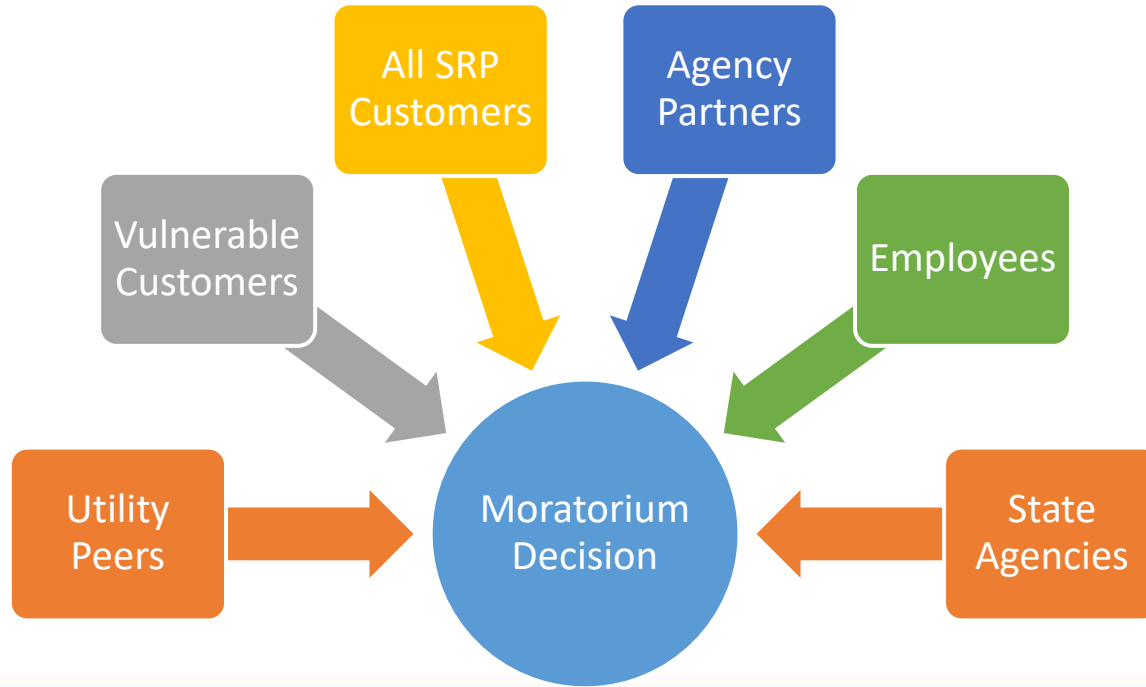 All SRP
Customers
Agency
Partners
Vulnerable
Customers
Employees
Utility
Peers
Moratorium
Decision
State
Agencies